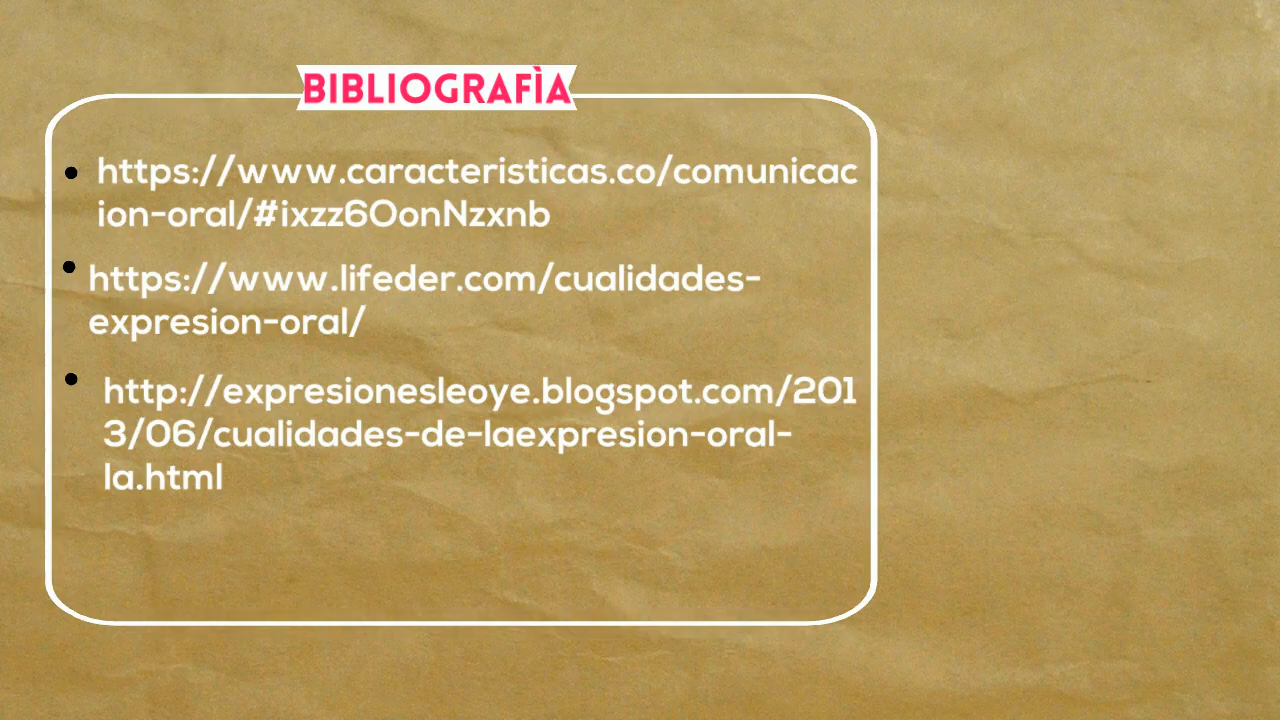 BIBLIOGRAFÌA
• https://www.caracteristicas.co/comunicac
ion-oral/#ixzz6OonNzxnb
• https://www.lifeder.com/cualidades-
expresion-oral/
• http://expresionesleoye.blogspot.com/201
3/06/cualidades-de-laexpresion-oral-
la.html